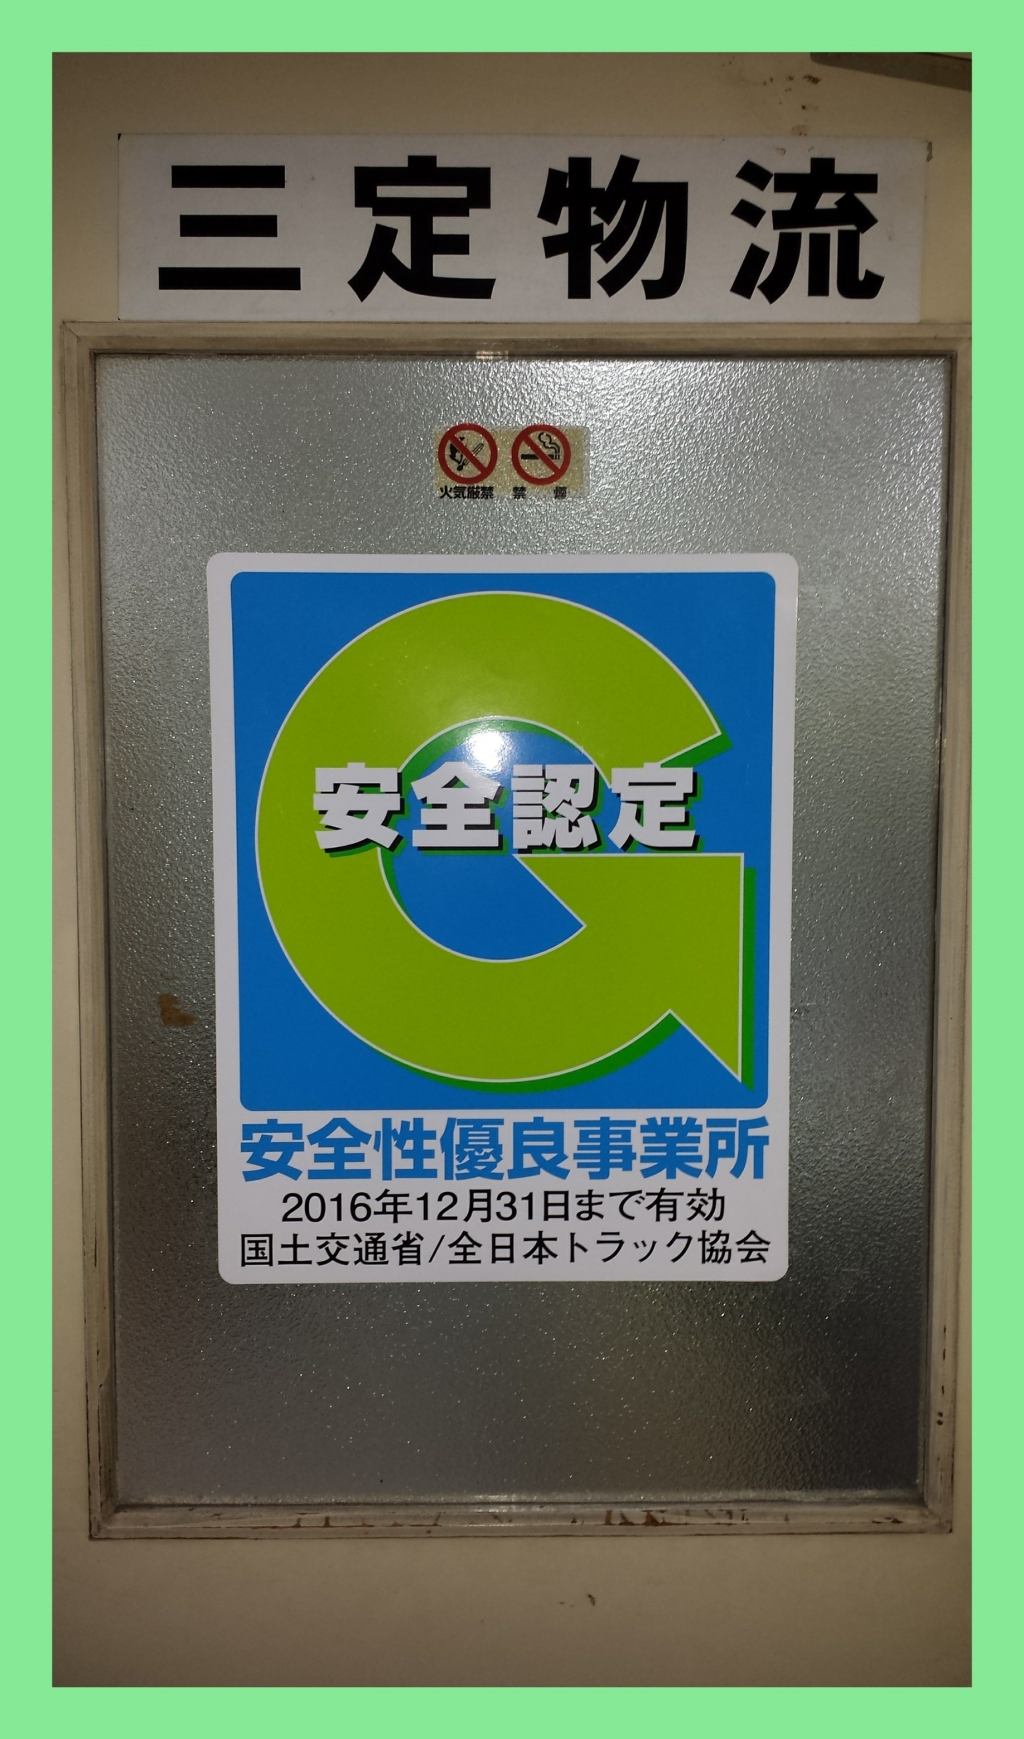 三定物流
火気厳禁 禁煙
安全認定
安全性優良事業所
2016年12月31日まで有効
国土交通省/全日本トラック協会